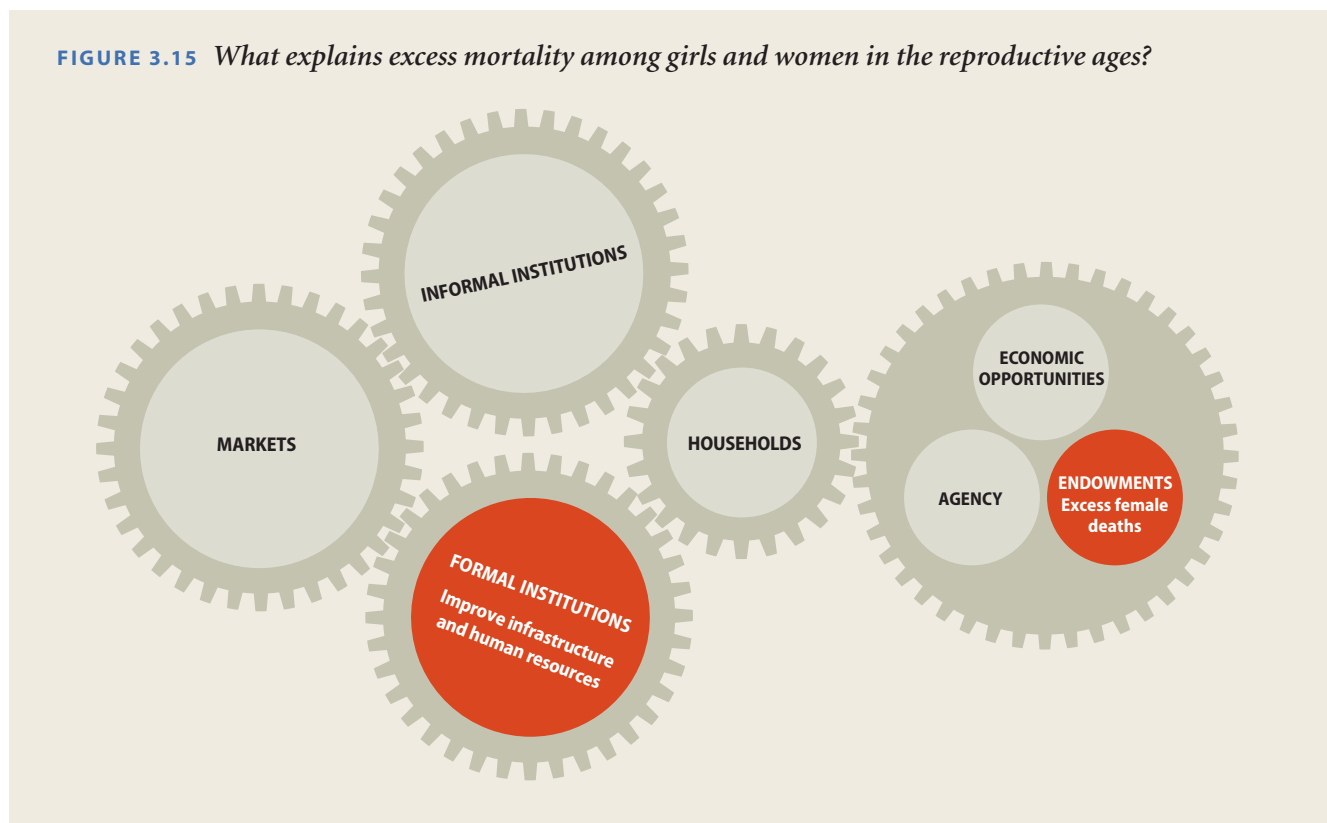 FIGURE 3.15 What explains excess mortality among girls and women in the reproductive ages?
INFORMAL INSTITUTIONS
MARKETS
HOUSEHOLDS
FORMAL INSTITUTIONS
Improve infrastructure
and human resources
ECONOMIC
OPPORTUNITIES
AGENCY
ENDOWMENTS
Excess female
deaths